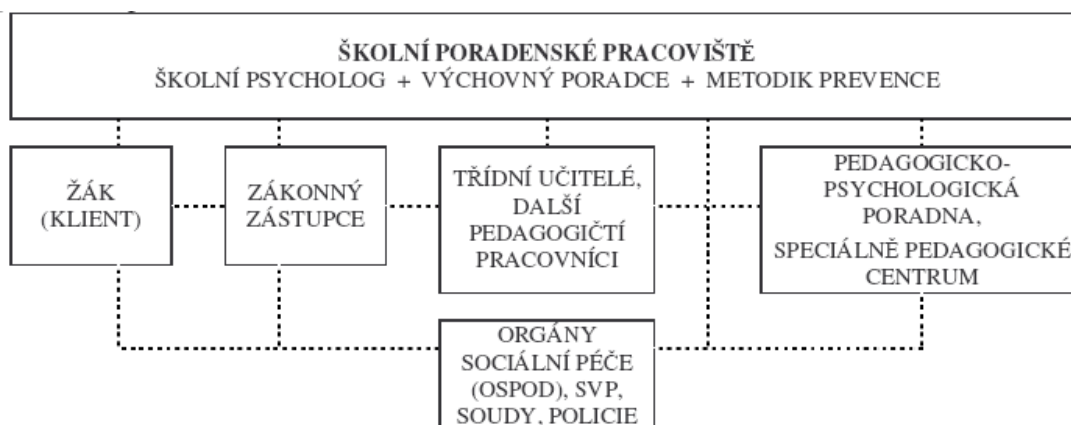 ŠKOLNÍ PORADENSKÉ PRACOVIŠTĚ
ŠKOLNÍ PSYCHOLOG + VÝCHOVNÝ PORADCE + METODIK PREVENCE
ŽÁK
(KLIENT)
ZÁKONNÝ
ZÁSTUPCE
TŘÍDNÍ UČITELÉ,
DALŠÍ
PEDAGOGIČTÍ
PRACOVNÍCI
PEDAGOGICKO-
PSYCHOLOGICKÁ
PORADNA,
SPECIÁLNĚ PEDAGOGICKÉ
CENTRUM
ORGÁNY
SOCIÁLNÍ PÉČE
(OSPOD), SVP,
SOUDY, POLICIE